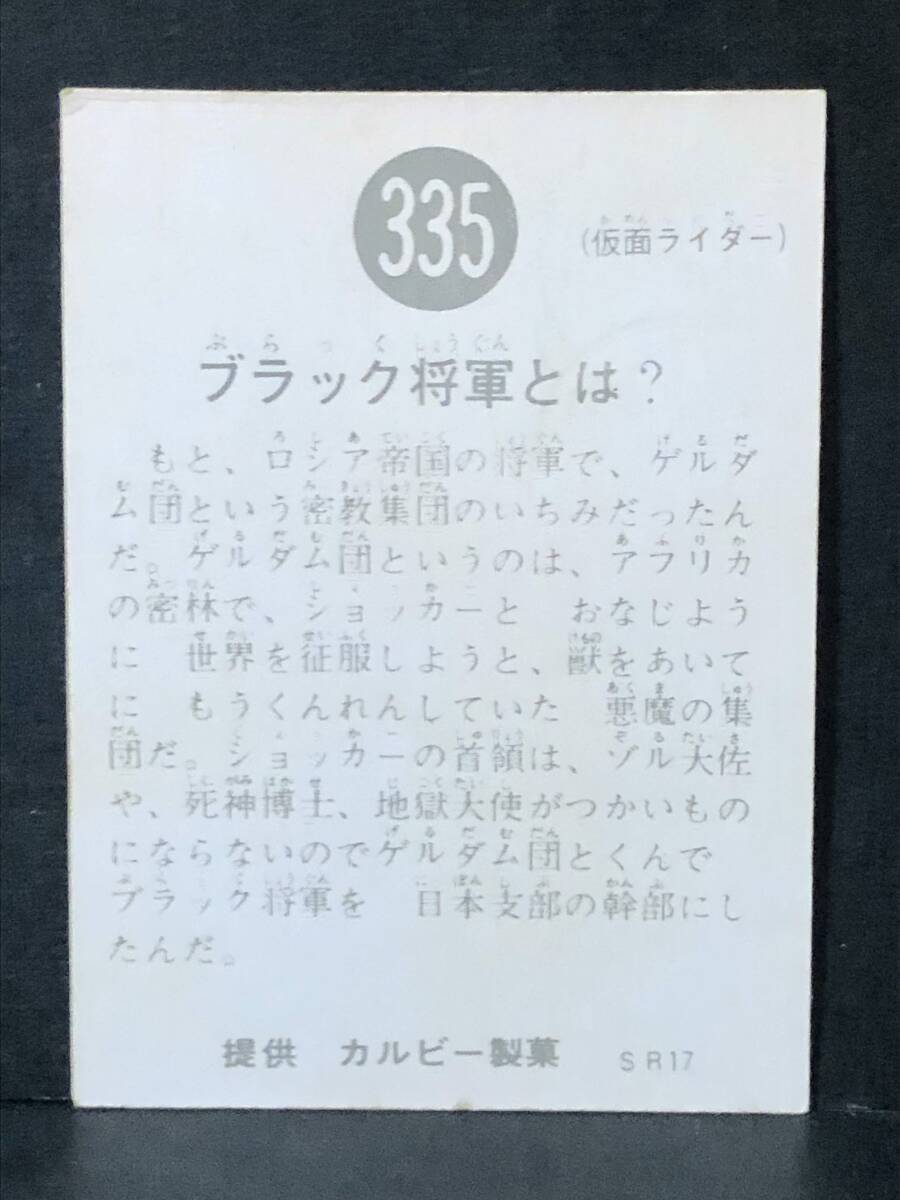 335
(仮面ライダー)
ブラック将軍とは?
もと、ロシア帝国の将軍で、ゲルダ
ム団という密教集団のいちみだったん
だ。ゲルダム団というのは、アフリカ
の密林で、ショッカーと おなじよう
に 世界を征服しようと、獣をあいて
に もうくんれんしていた 悪魔の集
団だ。ショッカーの首領は、ゾル大佐
や、死神博士、地獄大使がつかいもの
にならないのでゲルダム団とくんで
ブラック将軍を 日本支部の幹部にし
たんだ。
提供 カルビー製菓 SR17